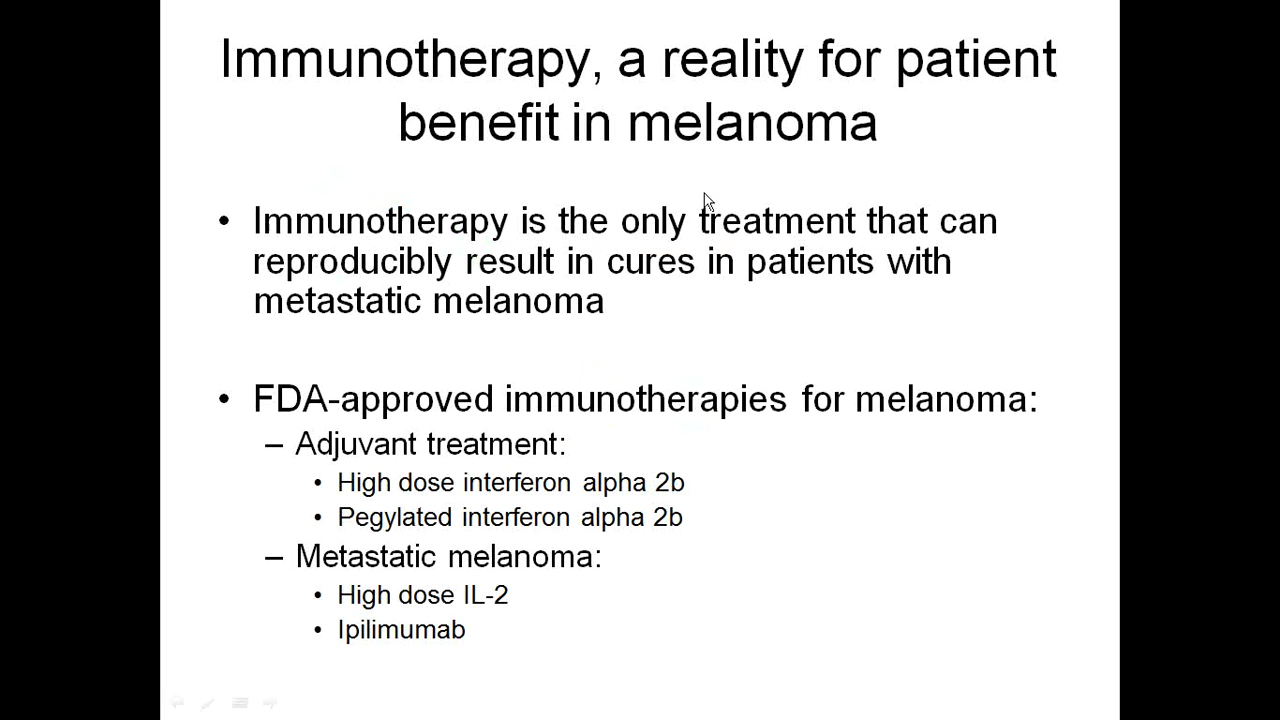 Immunotherapy, a reality for patient
benefit in melanoma
• Immunotherapy is the only treatment that can
reproducibly result in cures in patients with
metastatic melanoma
• FDA-approved immunotherapies for melanoma:
– Adjuvant treatment:
• High dose interferon alpha 2b
• Pegylated interferon alpha 2b
– Metastatic melanoma:
• High dose IL-2
• Ipilimumab